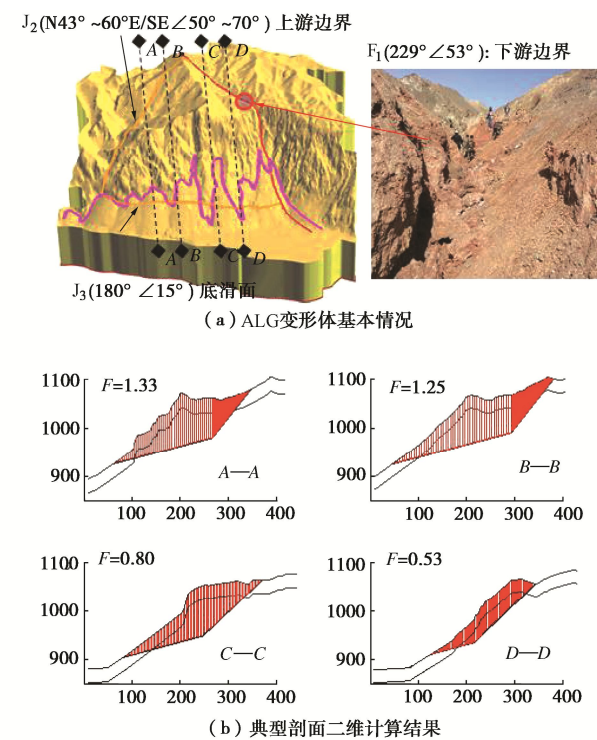 J₂(N43° ~60°E/SE∠50° ~70°) 上游边界
F₁(229°∠53°): 下游边界
A B C D
A B C D
J₃(180° ∠15°) 底滑面
(a) ALG变形体基本情况
1100 F=1.33
1000
900
A—A
100 200 300 400
1100 F=1.25
1000
900
B—B
100 200 300 400
1100 F=0.80
1000
900
C—C
100 200 300 400
1100 F=0.53
1000
900
D—D
100 200 300 400
(b) 典型剖面二维计算结果